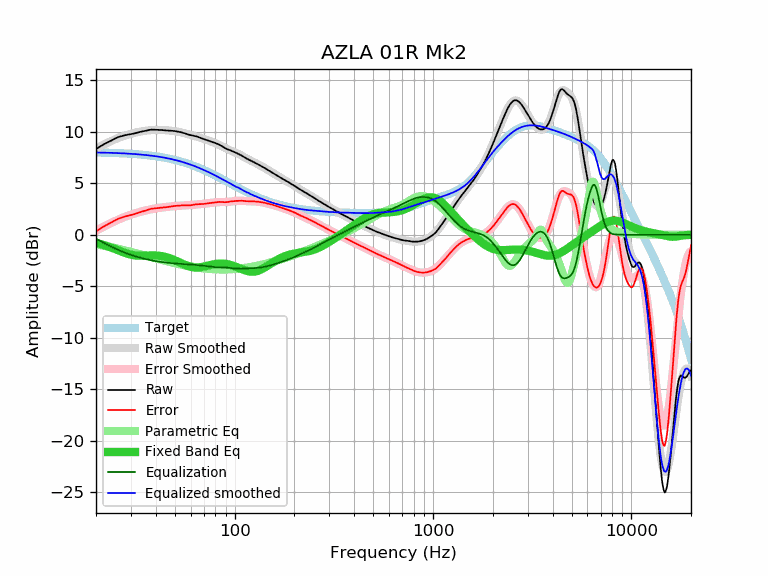 AZLA 01R Mk2
15
10
5
0
−5
−10
−15
−20
−25
Amplitude (dBr)
Target
Raw Smoothed
Error Smoothed
Raw
Error
Parametric Eq
Fixed Band Eq
Equalization
Equalized smoothed
100 1000 10000
Frequency (Hz)